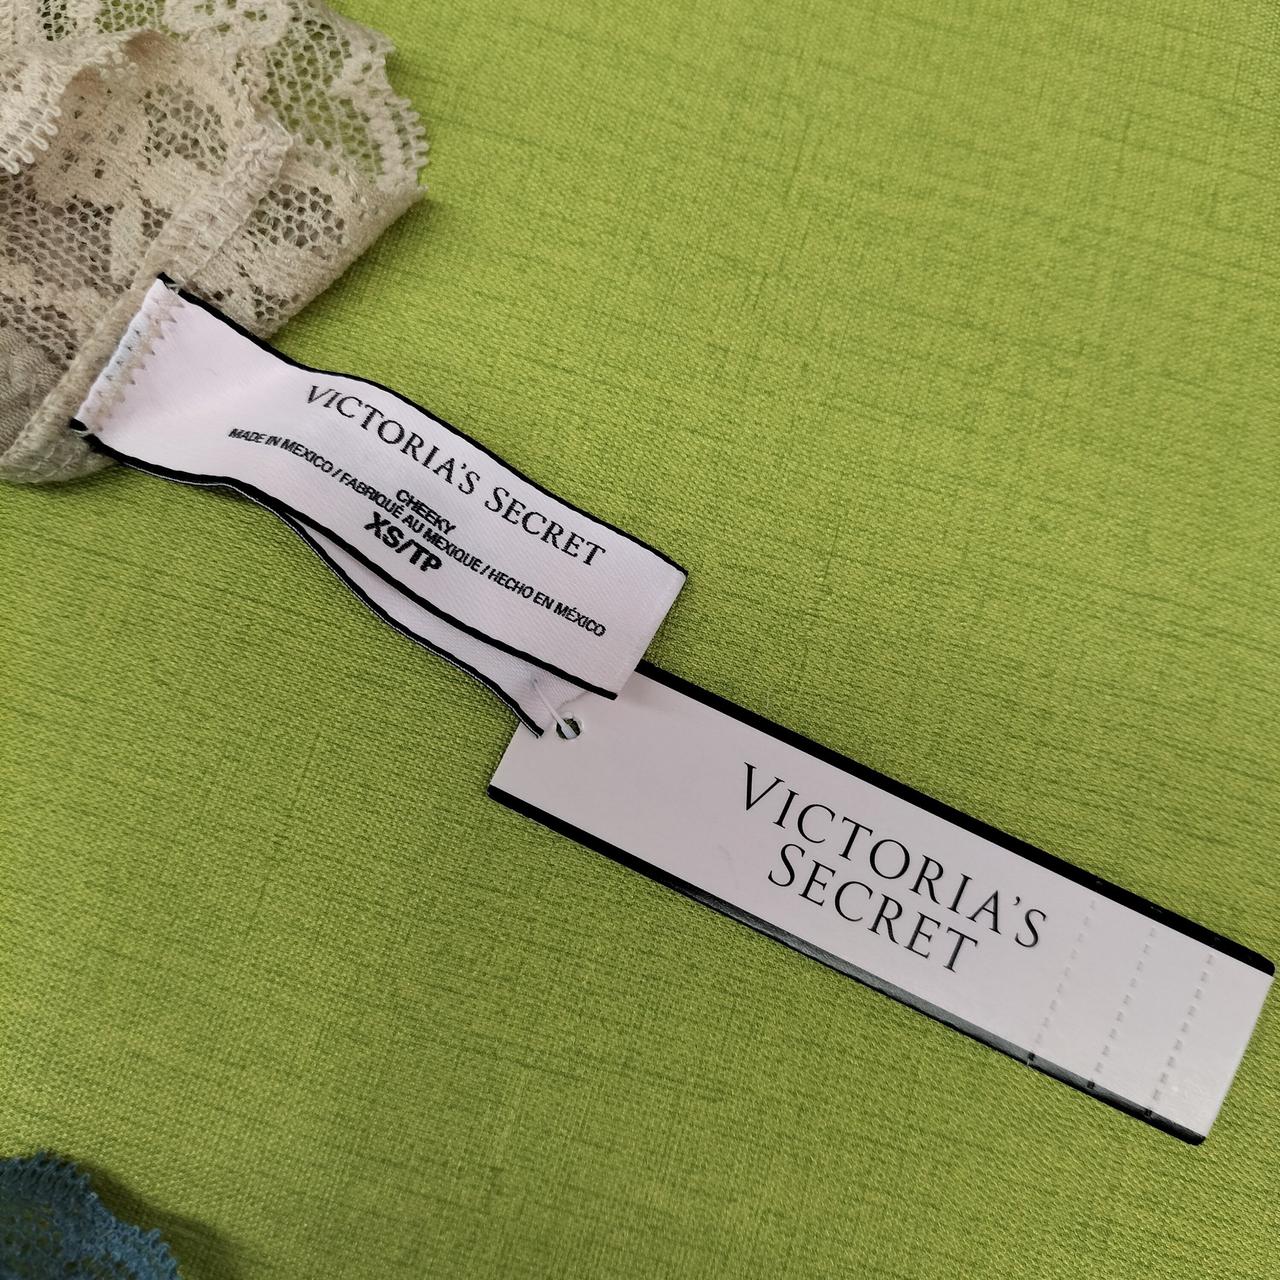 VICTORIA'S SECRET
MADE IN MEXICO / FABRIQUÉ AU MEXIQUE / HECHO EN MÉXICO
CHEEKY
XS/TP
VICTORIA'S
SECRET